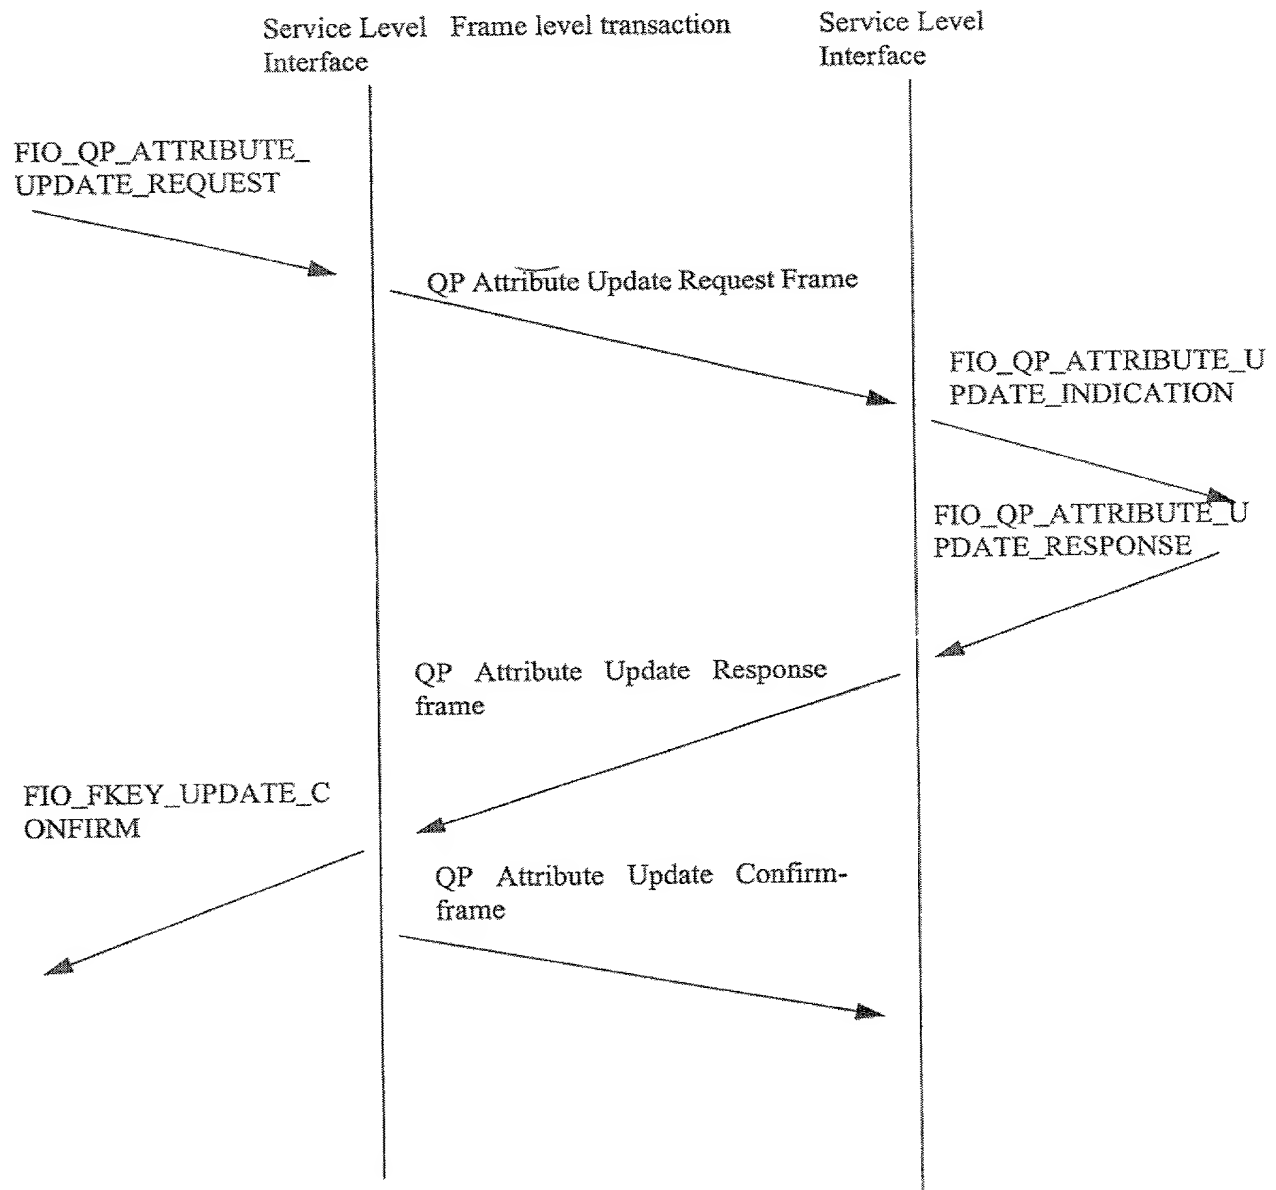 Service Level Interface
Frame level transaction
Service Level
Interface
FIO_QP_ATTRIBUTE_
UPDATE_REQUEST
QP Attribute Update Request Frame
FIO_QP_ATTRIBUTE_U
PDATE_INDICATION
FIO_QP_ATTRIBUTE_U
PDATE_RESPONSE
QP Attribute Update Response
frame
FIO_FKEY_UPDATE_C
ONFIRM
QP Attribute Update Confirm-
frame